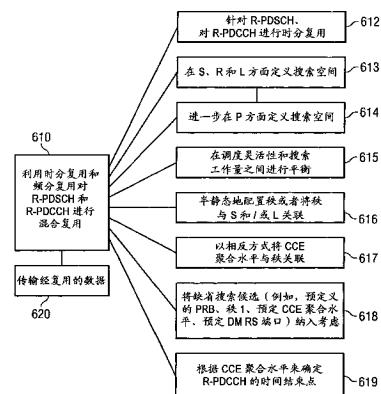 针对 R-PDSCH、
对 R-PDCCH 进行时分复用
612
在 S、R 和 L 方面定义搜索空间
613
进一步在 P 方面定义搜索空间
614
610
利用时分复用和
频分复用对
R-PDSCH 和
R-PDCCH 进行
混合复用
在调度灵活性和搜索
工作量之间进行平衡
615
半静态地配置秩或者将秩
与 S 和 / 或 L 关联
616
以相反方式将 CCE
聚合水平与秩关联
617
传输经复用的数据
620
将缺省搜索候选（例如，预定义
的 PRB、秩 1、预定 CCE 聚合水
平、预定 DM RS 端口）纳入考虑
618
根据 CCE 聚合水平来确定
R-PDCCH 的时间结束点
619